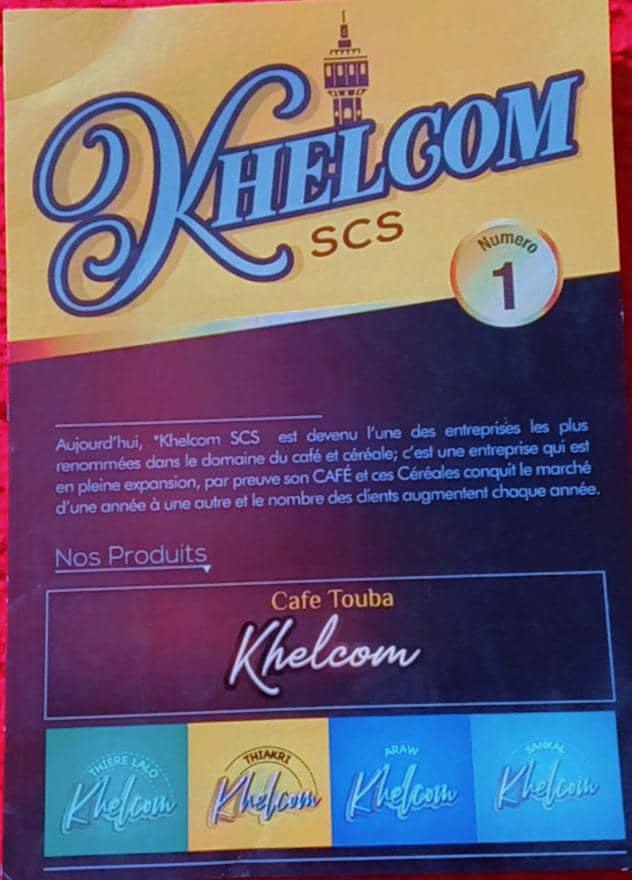 KHELCOM
SCS
Numero
1
Aujourd'hui, *Khelcom SCS est devenu l'une des entreprises les plus
renommées dans le domaine du café et céréale; c'est une entreprise qui est
en pleine expansion, par preuve son CAFÉ et ces Céréales conquit le marché
d'une année à une autre et le nombre des clients augmentent chaque année.
Nos Produits
Cafe Touba
Khelcom
THIERE LALO
Khelcom
THIAKRI
Khelcom
ARAW
Khelcom
SANKAL
Khelcom